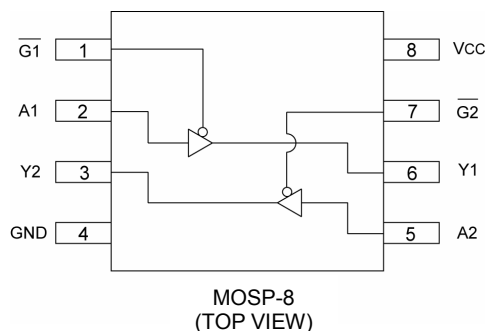 G1 1 8 VCC
A1 2 7 G2
Y2 3 6 Y1
GND 4 5 A2
MOSP-8
(TOP VIEW)